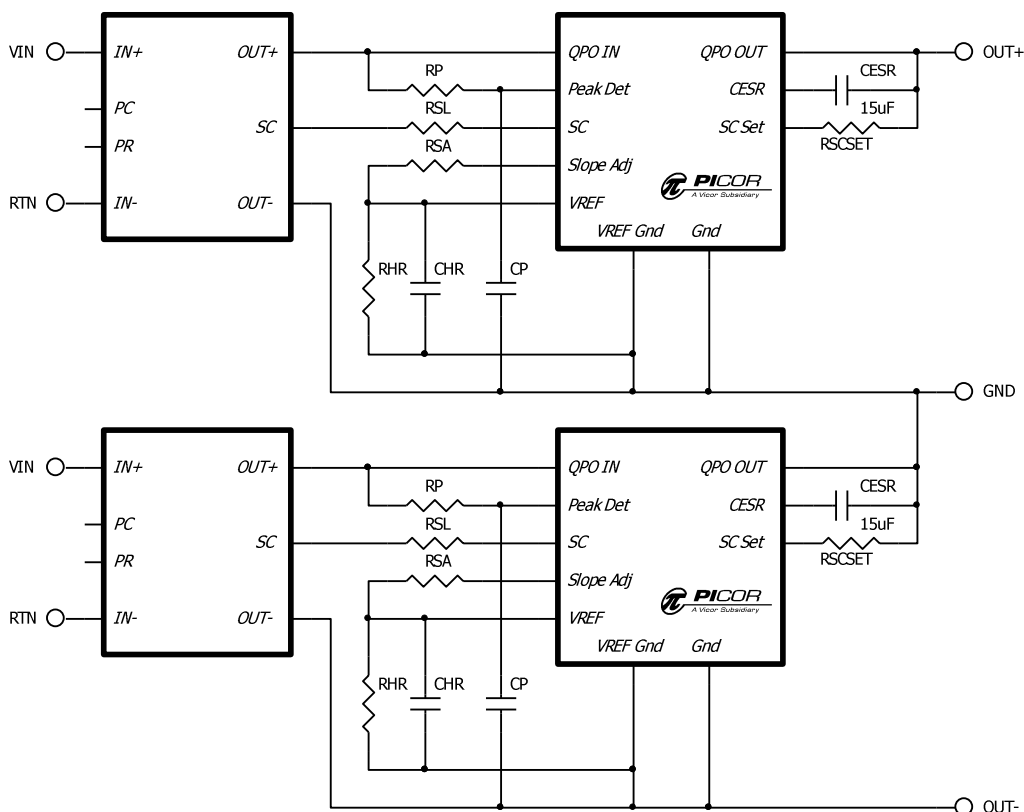 VIN
IN+
OUT+
QPO IN
QPO OUT
OUT+
RP
Peak Det
CESR
CESR
PC
RSL
15uF
SC
SC
SC Set
PR
RSA
RSCSET
Slope Adj
π PICOR
A Vicor Subsidiary
RTN
IN-
OUT-
VREF
VREF Gnd
Gnd
RHR
CHR
CP
GND
VIN
IN+
OUT+
QPO IN
QPO OUT
RP
CESR
Peak Det
CESR
PC
RSL
15uF
SC
SC
SC Set
PR
RSA
RSCSET
Slope Adj
π PICOR
A Vicor Subsidiary
RTN
IN-
OUT-
VREF
VREF Gnd
Gnd
RHR
CHR
CP
OUT-